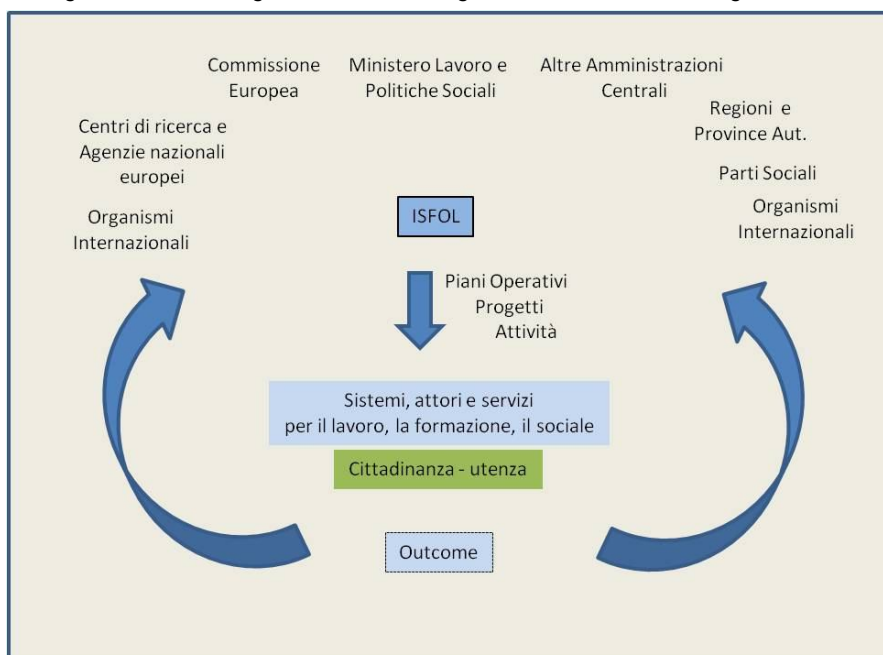 Commissione
Europea
Ministero Lavoro e
Politiche Sociali
Altre Amministrazioni
Centrali
Regioni e
Province Aut.
Centri di ricerca e
Agenzie nazionali
europei
Parti Sociali
Organismi
Internazionali
ISFOL
Organismi
Internazionali
Piani Operativi
Progetti
Attività
Sistemi, attori e servizi
per il lavoro, la formazione, il sociale
Cittadinanza - utenza
Outcome